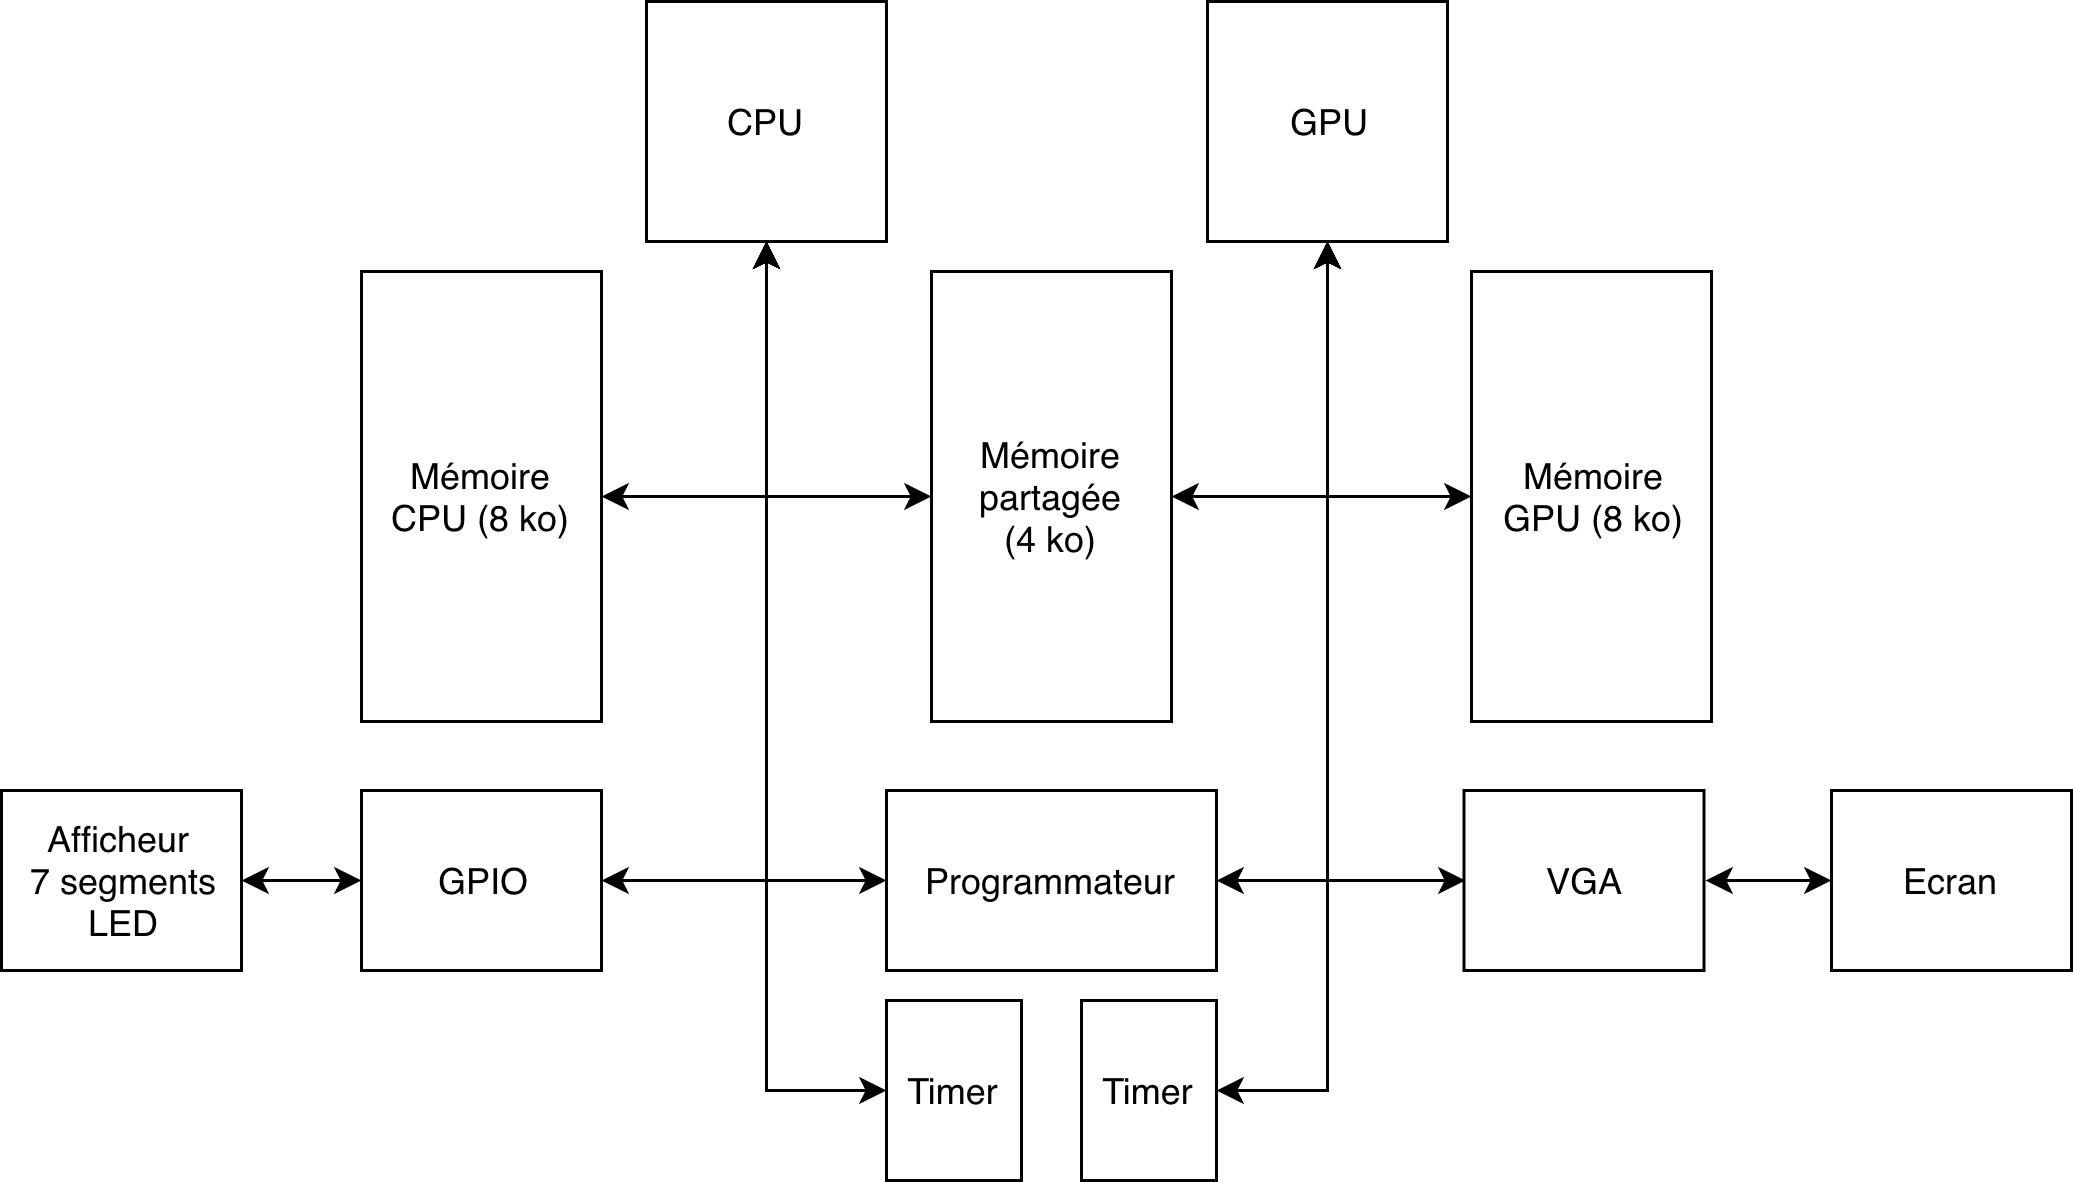 CPU
GPU
Mémoire
CPU (8 ko)
Mémoire
partagée
(4 ko)
Mémoire
GPU (8 ko)
Afficheur
7 segments
LED
GPIO
Programmateur
VGA
Ecran
Timer
Timer